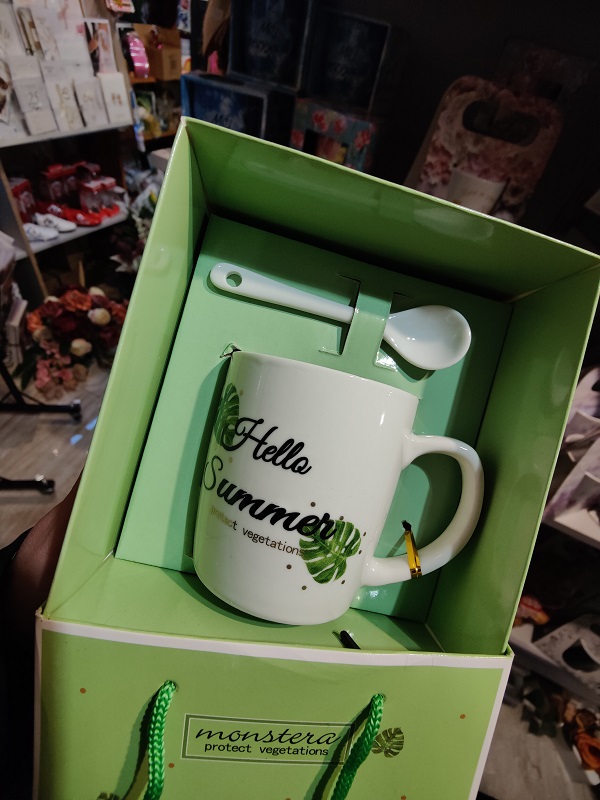 Hello
Summer
protect vegetations
monstera
protect vegetations